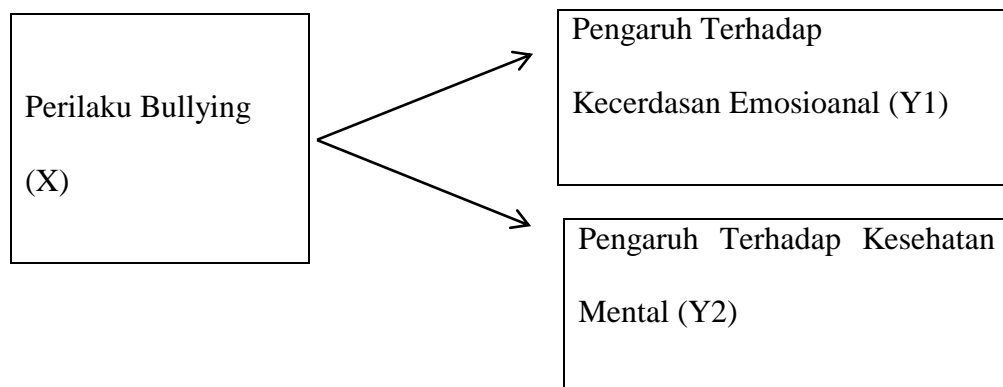 Perilaku Bullying
(X)
Pengaruh Terhadap
Kecerdasan Emosioanal (Y1)
Pengaruh Terhadap Kesehatan
Mental (Y2)